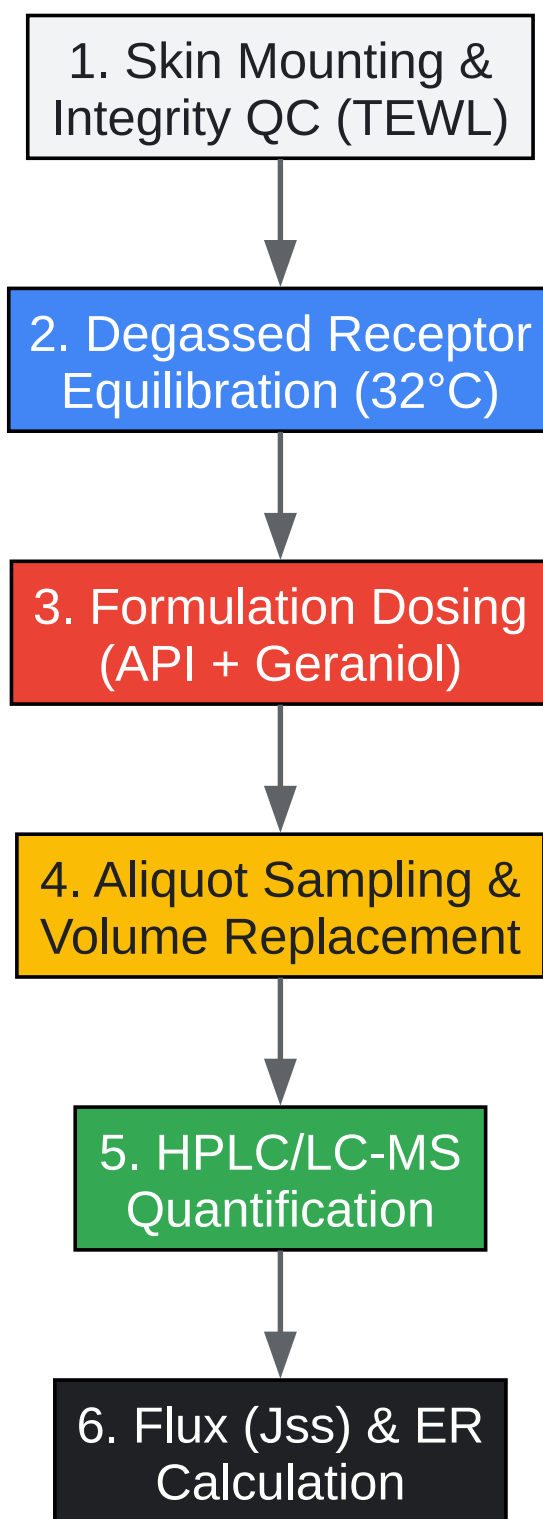 1. Skin Mounting &
Integrity QC (TEWL)
2. Degassed Receptor
Equilibration (32°C)
3. Formulation Dosing
(API + Geraniol)
4. Aliquot Sampling &
Volume Replacement
5. HPLC/LC-MS
Quantification
6. Flux (Jss) & ER
Calculation